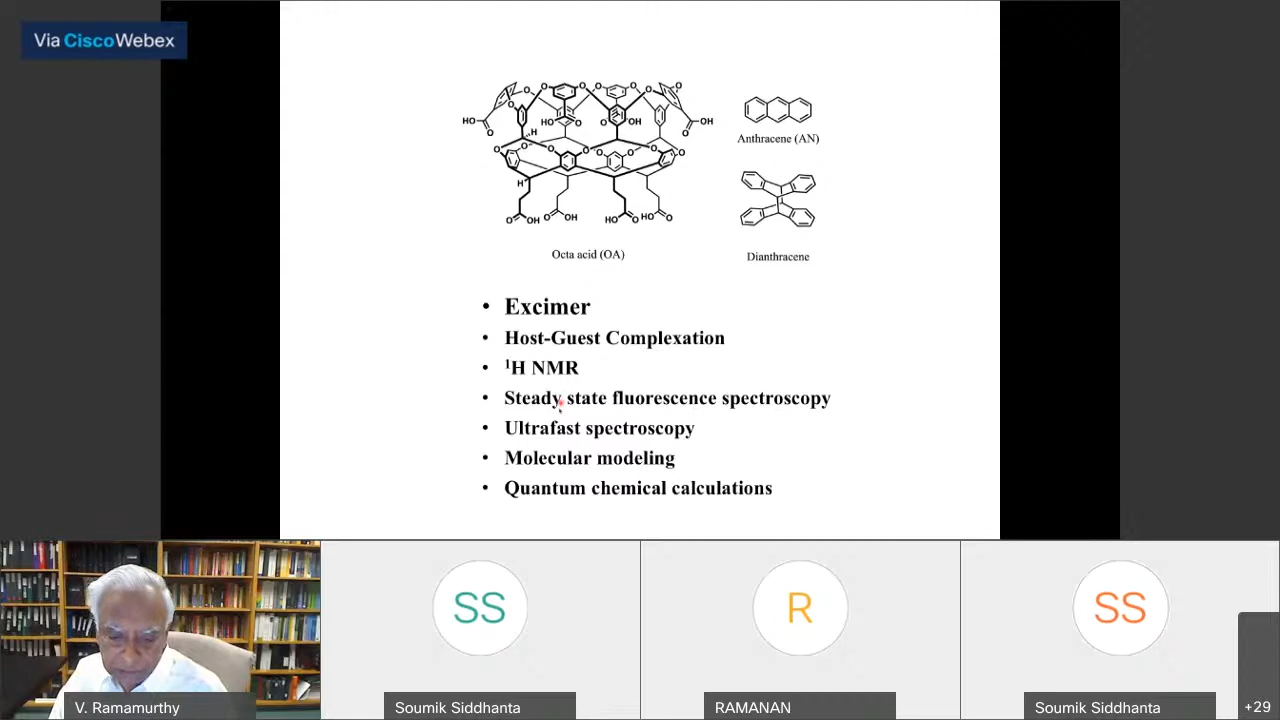 Via Cisco Webex
HO O O O O O O O O OH
O HO O O OH O
H
O O O O O O O O
H
O OH O OH HO O HO O
Octa acid (OA)
Anthracene (AN)
Dianthracene
• Excimer
• Host-Guest Complexation
• ¹H NMR
• Steady state fluorescence spectroscopy
• Ultrafast spectroscopy
• Molecular modeling
• Quantum chemical calculations
SS
R
SS
V. Ramamurthy
Soumik Siddhanta
RAMANAN
Soumik Siddhanta
+29